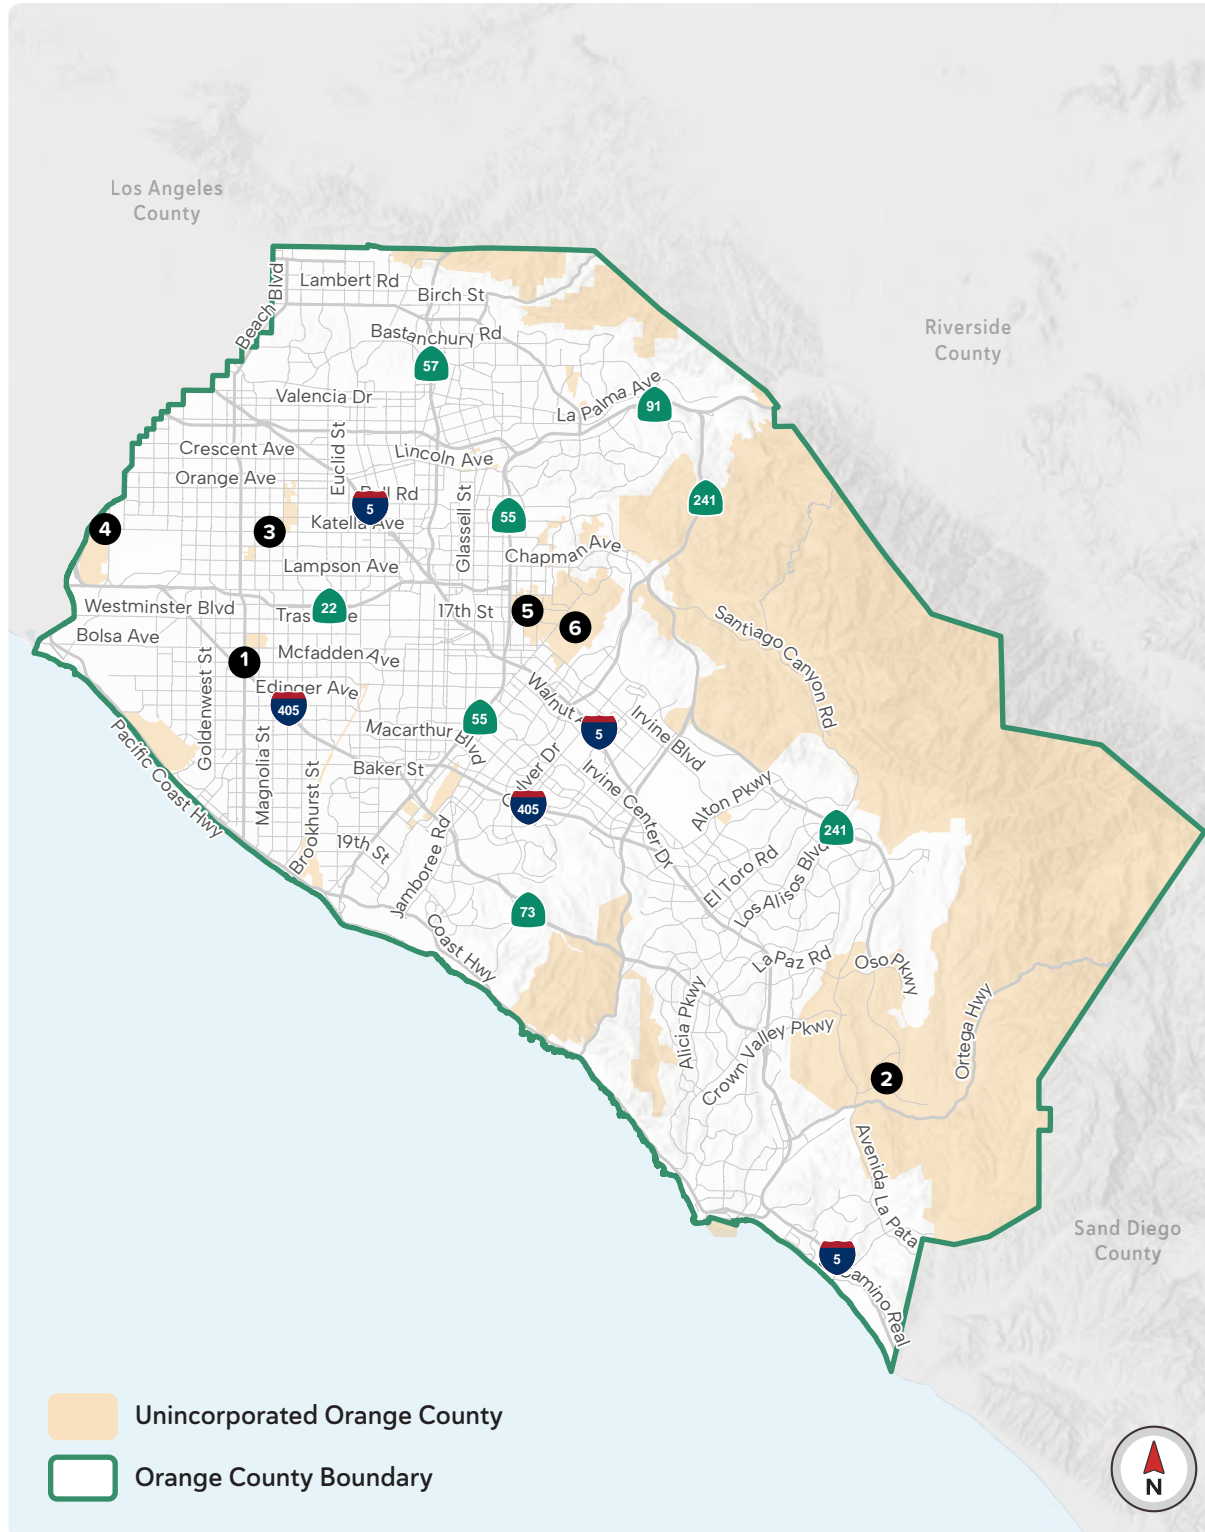 Los Angeles
County
Riverside
County
Lambert Rd
Birch St
Beach Blvd
Bastanchury Rd
57
Valencia Dr
La Palma Ave
91
Crescent Ave
Euclid St
Lincoln Ave
Orange Ave
Rd
5
241
4
3
Katella Ave
Glassell St
55
Chapman Ave
Lampson Ave
Westminster Blvd
22
17th St
5
6
Santiago Canyon Rd
Bolsa Ave
1
Mcfadden Ave
Goldenwest St
Edinger Ave
405
Walnut
Pacific Coast Hwy
Magnolia St
Macarthur Blvd
55
5
Irvine Blvd
Baker St
Brookhurst St
Irvine Center Dr
Alton Pkwy
405
241
19th St
Jamboree Rd
El Toro Rd
Los Alisos Blvd
73
Coast Hwy
La Paz Rd
Oso Pkwy
Alicia Pkwy
Crown Valley Pkwy
Ortega Hwy
2
Avenida La Pata
Sand Diego
County
5
Real
Unincorporated Orange County
Orange County Boundary
N